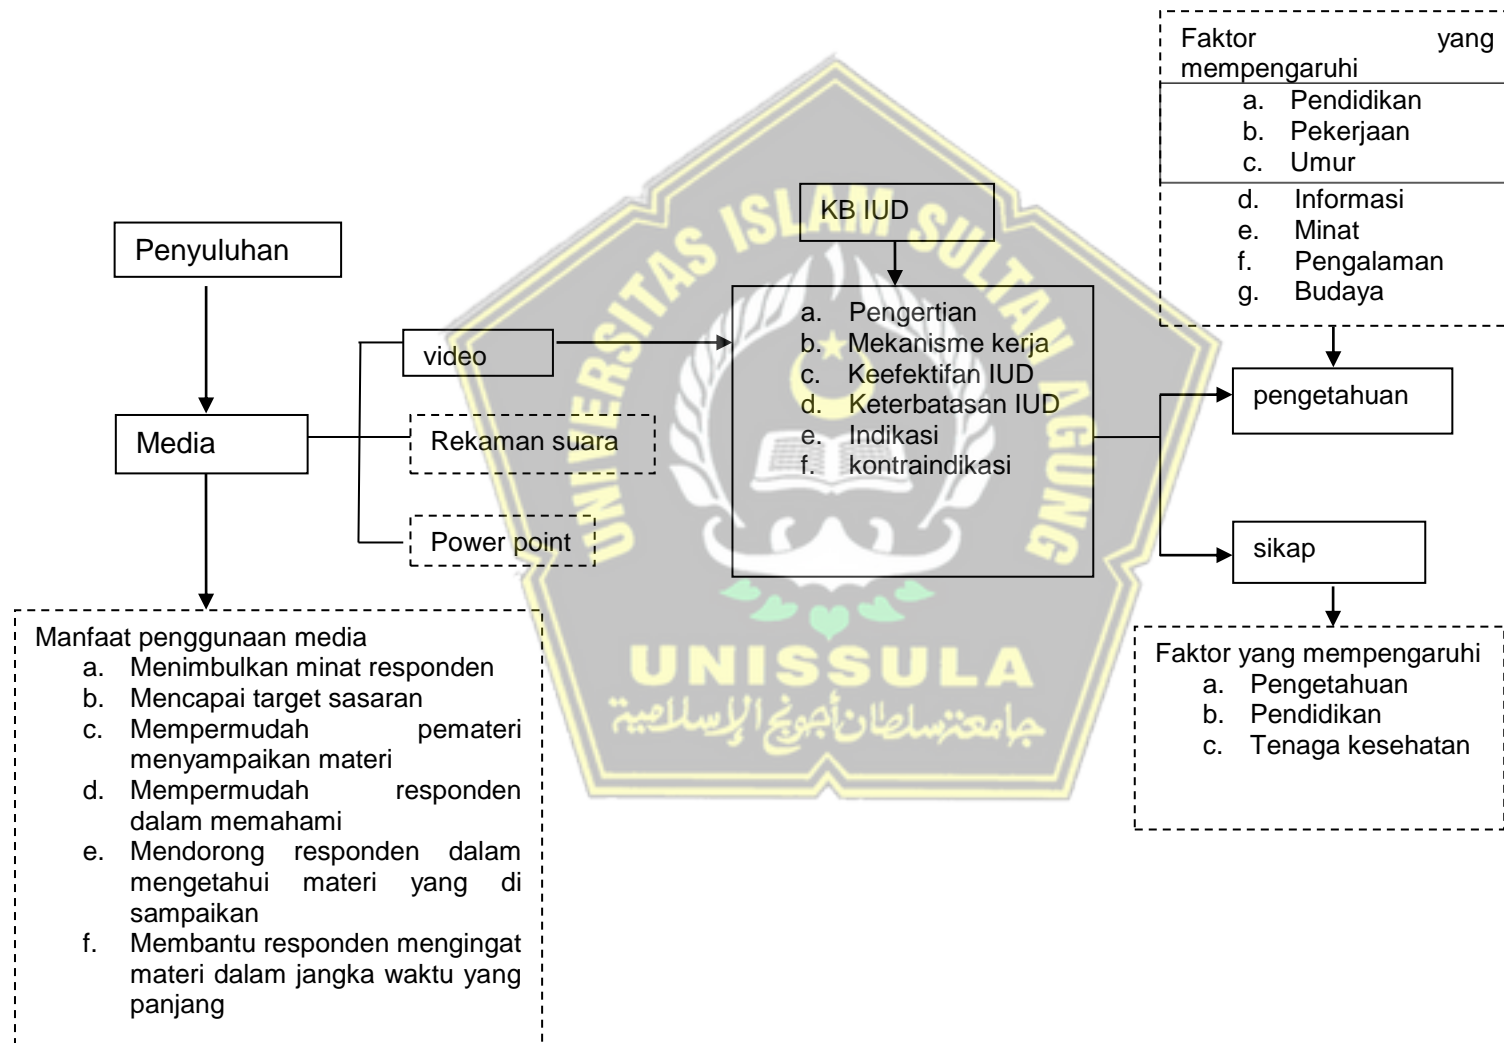 Penyuluhan
Media
video
Rekaman suara
Power point
Manfaat penggunaan media
a. Menimbulkan minat responden
b. Mencapai target sasaran
c. Mempermudah pemateri
menyampaikan materi
d. Mempermudah responden
dalam memahami
e. Mendorong responden dalam
mengetahui materi yang di
sampaikan
f. Membantu responden mengingat
materi dalam jangka waktu yang
panjang
KB IUD
a. Pengertian
b. Mekanisme kerja
c. Keefektifan IUD
d. Keterbatasan IUD
e. Indikasi
f. kontraindikasi
Faktor yang
mempengaruhi
a. Pendidikan
b. Pekerjaan
c. Umur
d. Informasi
e. Minat
f. Pengalaman
g. Budaya
pengetahuan
sikap
Faktor yang mempengaruhi
a. Pengetahuan
b. Pendidikan
c. Tenaga kesehatan
UNIVERSITAS ISLAM SULTAN AGUNG
UNISSULA
جامعة سلطان أجونج الإسلامية